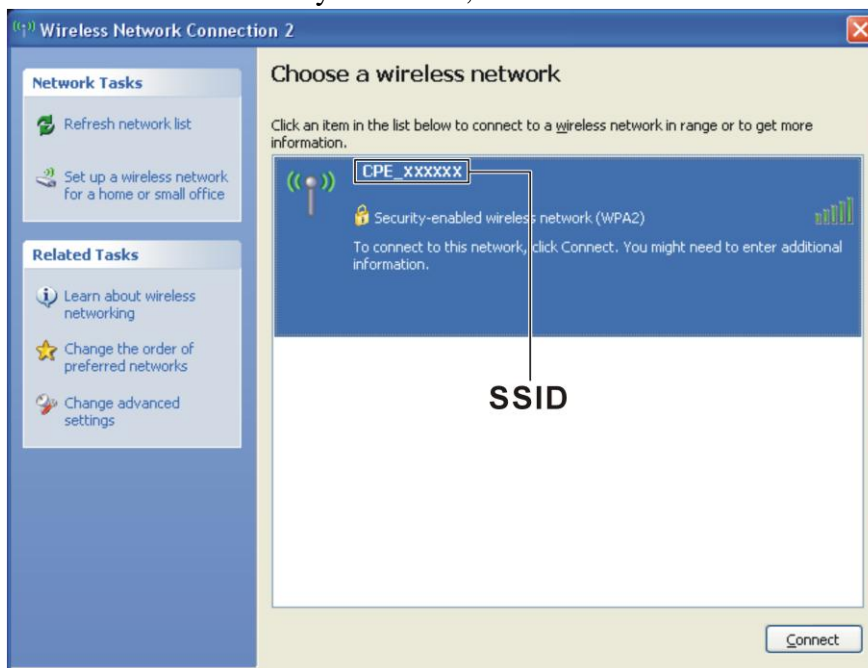 Wireless Network Connection 2
Network Tasks
Refresh network list
Set up a wireless network
for a home or small office
Related Tasks
Learn about wireless
networking
Change the order of
preferred networks
Change advanced
settings
Choose a wireless network
Click an item in the list below to connect to a wireless network in range or to get more
information.
CPE_XXXXXX
Security-enabled wireless network (WPA2)
To connect to this network, click Connect. You might need to enter additional
information.
SSID
Connect